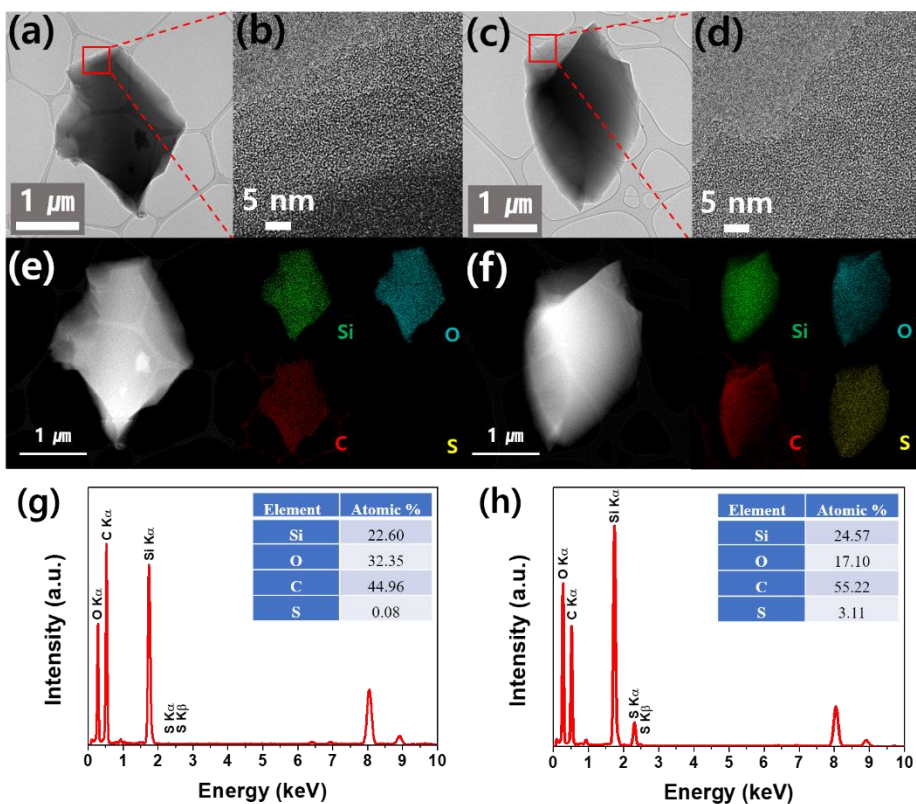 (a)
(b)
(c)
(d)
1 μm
5 nm
1 μm
5 nm
(e)
(f)
Si
O
Si
O
1 μm
C
S
1 μm
C
S
(g)
Intensity (a.u.)
O Kα
C Kα
Si Kα
S Kα
S Kβ
Element Atomic %
Si 22.60
O 32.35
C 44.96
S 0.08
0 1 2 3 4 5 6 7 8 9 10
Energy (keV)
(h)
Intensity (a.u.)
O Kα
C Kα
Si Kα
S Kα
S Kβ
Element Atomic %
Si 24.57
O 17.10
C 55.22
S 3.11
0 1 2 3 4 5 6 7 8 9 10
Energy (keV)